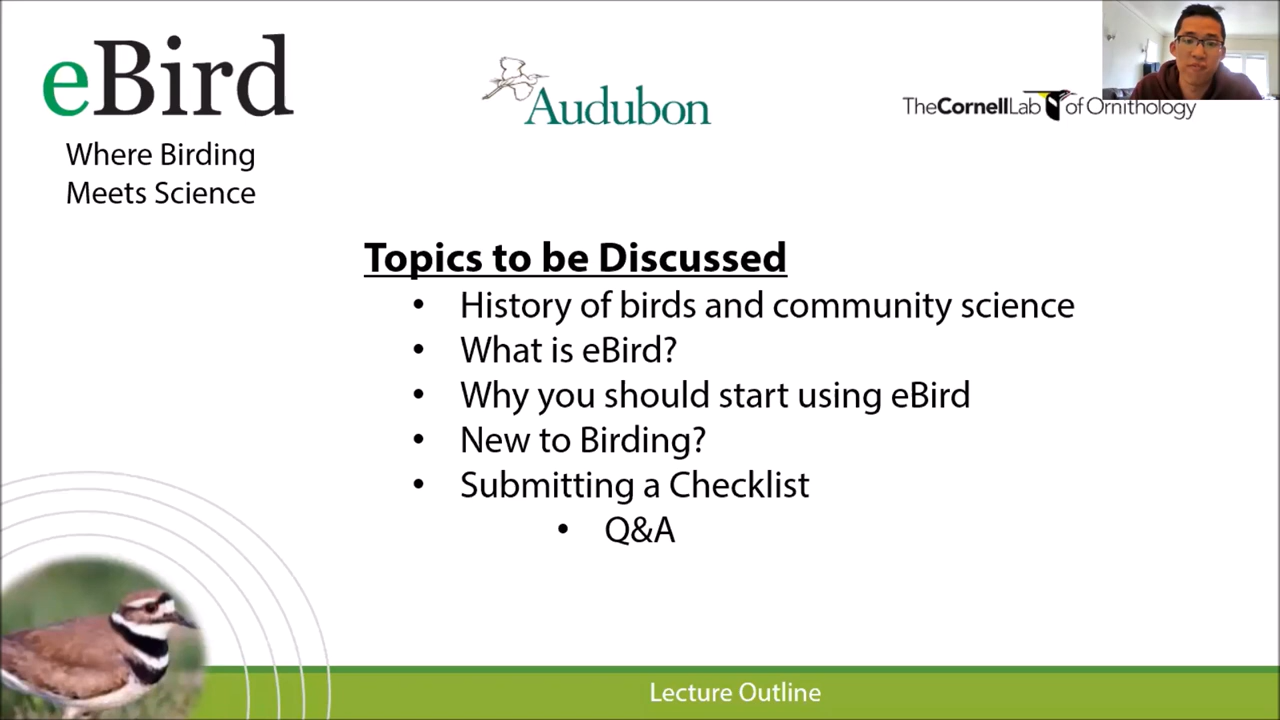 eBird
Where Birding
Meets Science
Audubon
TheCornellLab of Ornithology
Topics to be Discussed
• History of birds and community science
• What is eBird?
• Why you should start using eBird
• New to Birding?
• Submitting a Checklist
• Q&A
Lecture Outline